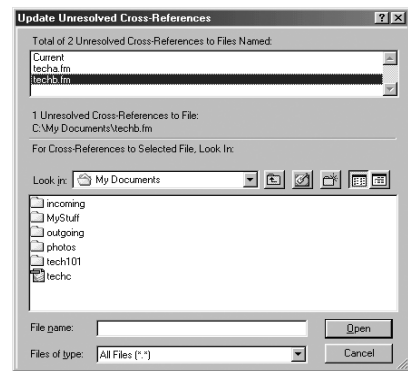 Update Unresolved Cross-References
Total of 2 Unresolved Cross-References to Files Named:
Current
techa.fm
techb.fm
1 Unresolved Cross-References to File:
C:\My Documents\techb.fm
For Cross-References to Selected File, Look In:
Look in: My Documents
incoming
MyStuff
outgoing
photos
tech101
techc
File name: Open
Files of type: All Files (*.*) Cancel